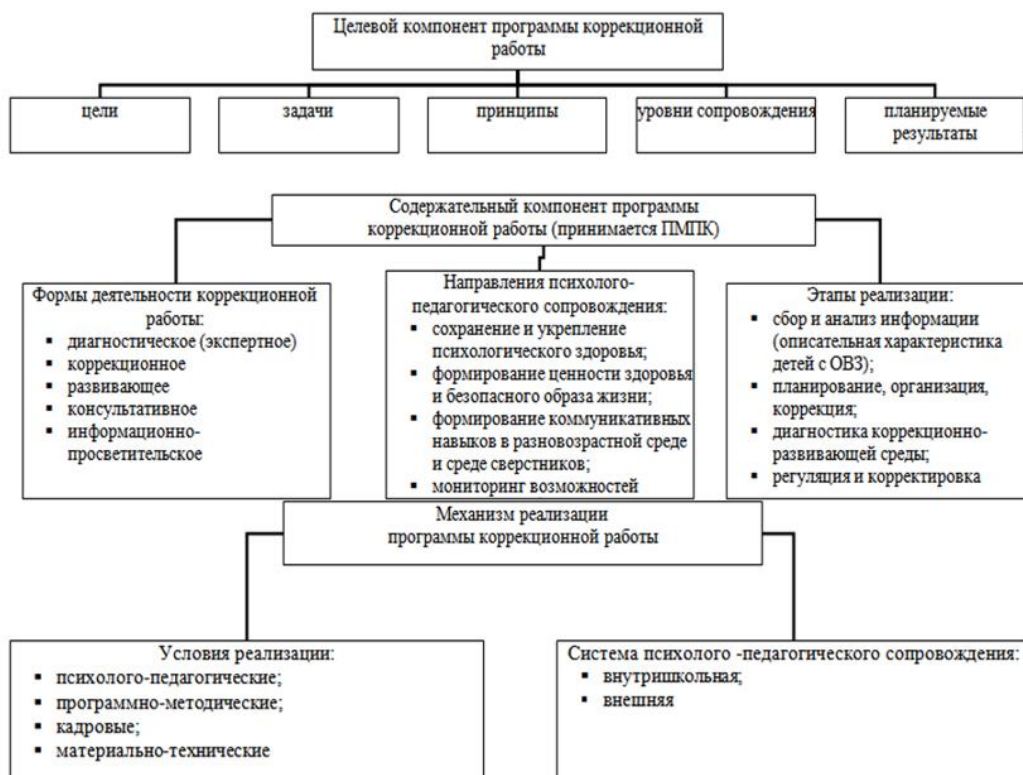 Целевой компонент программы коррекционной
работы
цели
задачи
принципы
уровни сопровождения
планируемые
результаты
Содержательный компонент программы
коррекционной работы (принимается ПМПК)
Формы деятельности коррекционной
работы:
▪ диагностическое (экспертное)
▪ коррекционное
▪ развивающее
▪ консультативное
▪ информационно-
просветительское
Направления психолого-
педагогического сопровождения:
▪ сохранение и укрепление
психологического здоровья;
▪ формирование ценности здоровья
и безопасного образа жизни;
▪ формирование коммуникативных
навыков в разновозрастной среде
и среде сверстников;
▪ мониторинг возможностей
Этапы реализации:
▪ сбор и анализ информации
(описательная характеристика
детей с ОВЗ);
▪ планирование, организация,
коррекция;
▪ диагностика коррекционно-
развивающей среды;
▪ регуляция и корректировка
Механизм реализации
программы коррекционной работы
Условия реализации:
▪ психолого-педагогические;
▪ программно-методические;
▪ кадровые;
▪ материально-технические
Система психолого -педагогического сопровождения:
▪ внутришкольная;
▪ внешняя